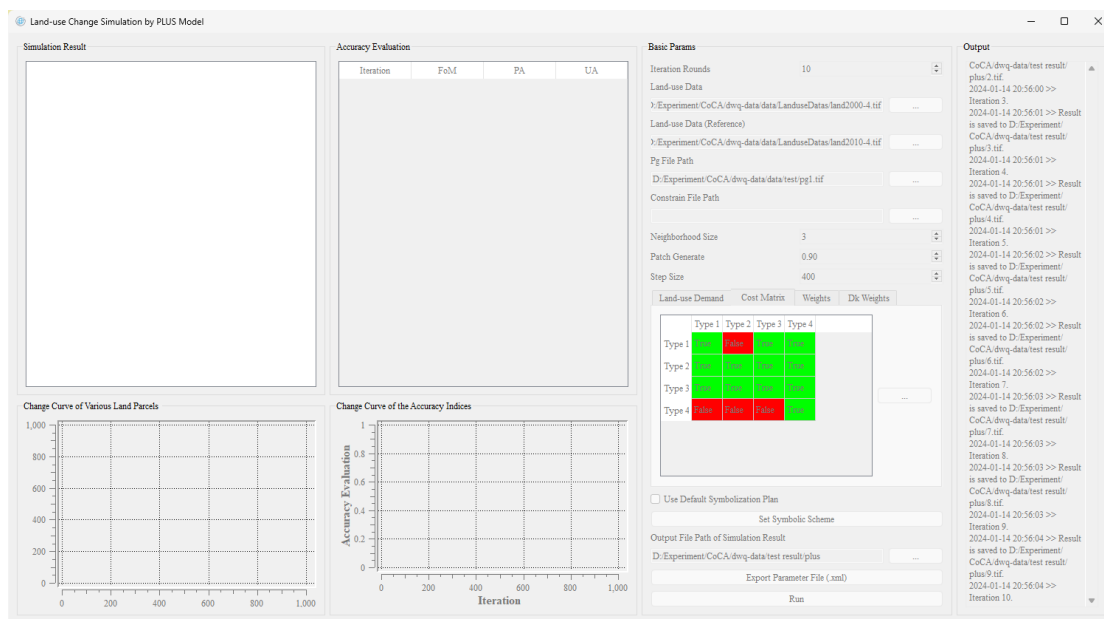 Land-use Change Simulation by PLUS Model
Simulation Result
Accuracy Evaluation
Iteration FoM PA UA
Change Curve of Various Land Parcels
1,000
800
600
400
200
0
0 200 400 600 800 1,000
Change Curve of the Accuracy Indices
Accuracy Evaluation
1
0.8
0.6
0.4
0.2
0
0 200 400 600 800 1,000
Iteration
Basic Params
Iteration Rounds 10
Land-use Data
):/Experiment/CoCA/dwq-data/data/LanduseDatas/land2000-4.tif ...
Land-use Data (Reference)
):/Experiment/CoCA/dwq-data/data/LanduseDatas/land2010-4.tif ...
Pg File Path
D:/Experiment/CoCA/dwq-data/data/test/pg1.tif ...
Constrain File Path
...
Neighborhood Size 3
Patch Generate 0.90
Step Size 400
Land-use Demand Cost Matrix Weights Dk Weights
Type 1 Type 2 Type 3 Type 4
Type 1 True False True True
Type 2 True True True True
Type 3 True True True True
Type 4 False False False True
...
Use Default Symbolization Plan
Set Symbolic Scheme
Output File Path of Simulation Result
D:/Experiment/CoCA/dwq-data/test result/plus ...
Export Parameter File (.xml)
Run
Output
CoCA/dwq-data/test result/
plus/2.tif.
2024-01-14 20:56:00 >>
Iteration 3.
2024-01-14 20:56:01 >> Result
is saved to D:/Experiment/
CoCA/dwq-data/test result/
plus/3.tif.
2024-01-14 20:56:01 >>
Iteration 4.
2024-01-14 20:56:01 >> Result
is saved to D:/Experiment/
CoCA/dwq-data/test result/
plus/4.tif.
2024-01-14 20:56:01 >>
Iteration 5.
2024-01-14 20:56:02 >> Result
is saved to D:/Experiment/
CoCA/dwq-data/test result/
plus/5.tif.
2024-01-14 20:56:02 >>
Iteration 6.
2024-01-14 20:56:02 >> Result
is saved to D:/Experiment/
CoCA/dwq-data/test result/
plus/6.tif.
2024-01-14 20:56:02 >>
Iteration 7.
2024-01-14 20:56:03 >> Result
is saved to D:/Experiment/
CoCA/dwq-data/test result/
plus/7.tif.
2024-01-14 20:56:03 >>
Iteration 8.
2024-01-14 20:56:03 >> Result
is saved to D:/Experiment/
CoCA/dwq-data/test result/
plus/8.tif.
2024-01-14 20:56:03 >>
Iteration 9.
2024-01-14 20:56:04 >> Result
is saved to D:/Experiment/
CoCA/dwq-data/test result/
plus/9.tif.
2024-01-14 20:56:04 >>
Iteration 10.